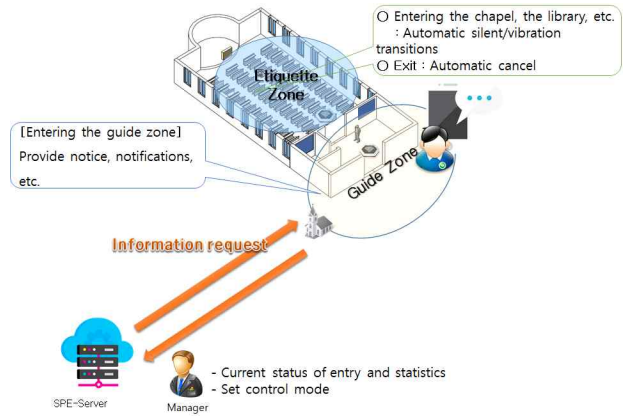 ○ Entering the chapel, the library, etc.
: Automatic silent/vibration
transitions
○ Exit : Automatic cancel
Etiquette
Zone
[Entering the guide zone]
Provide notice, notifications,
etc.
Guide Zone
Information request
- Current status of entry and statistics
- Set control mode
SPE-Server
Manager